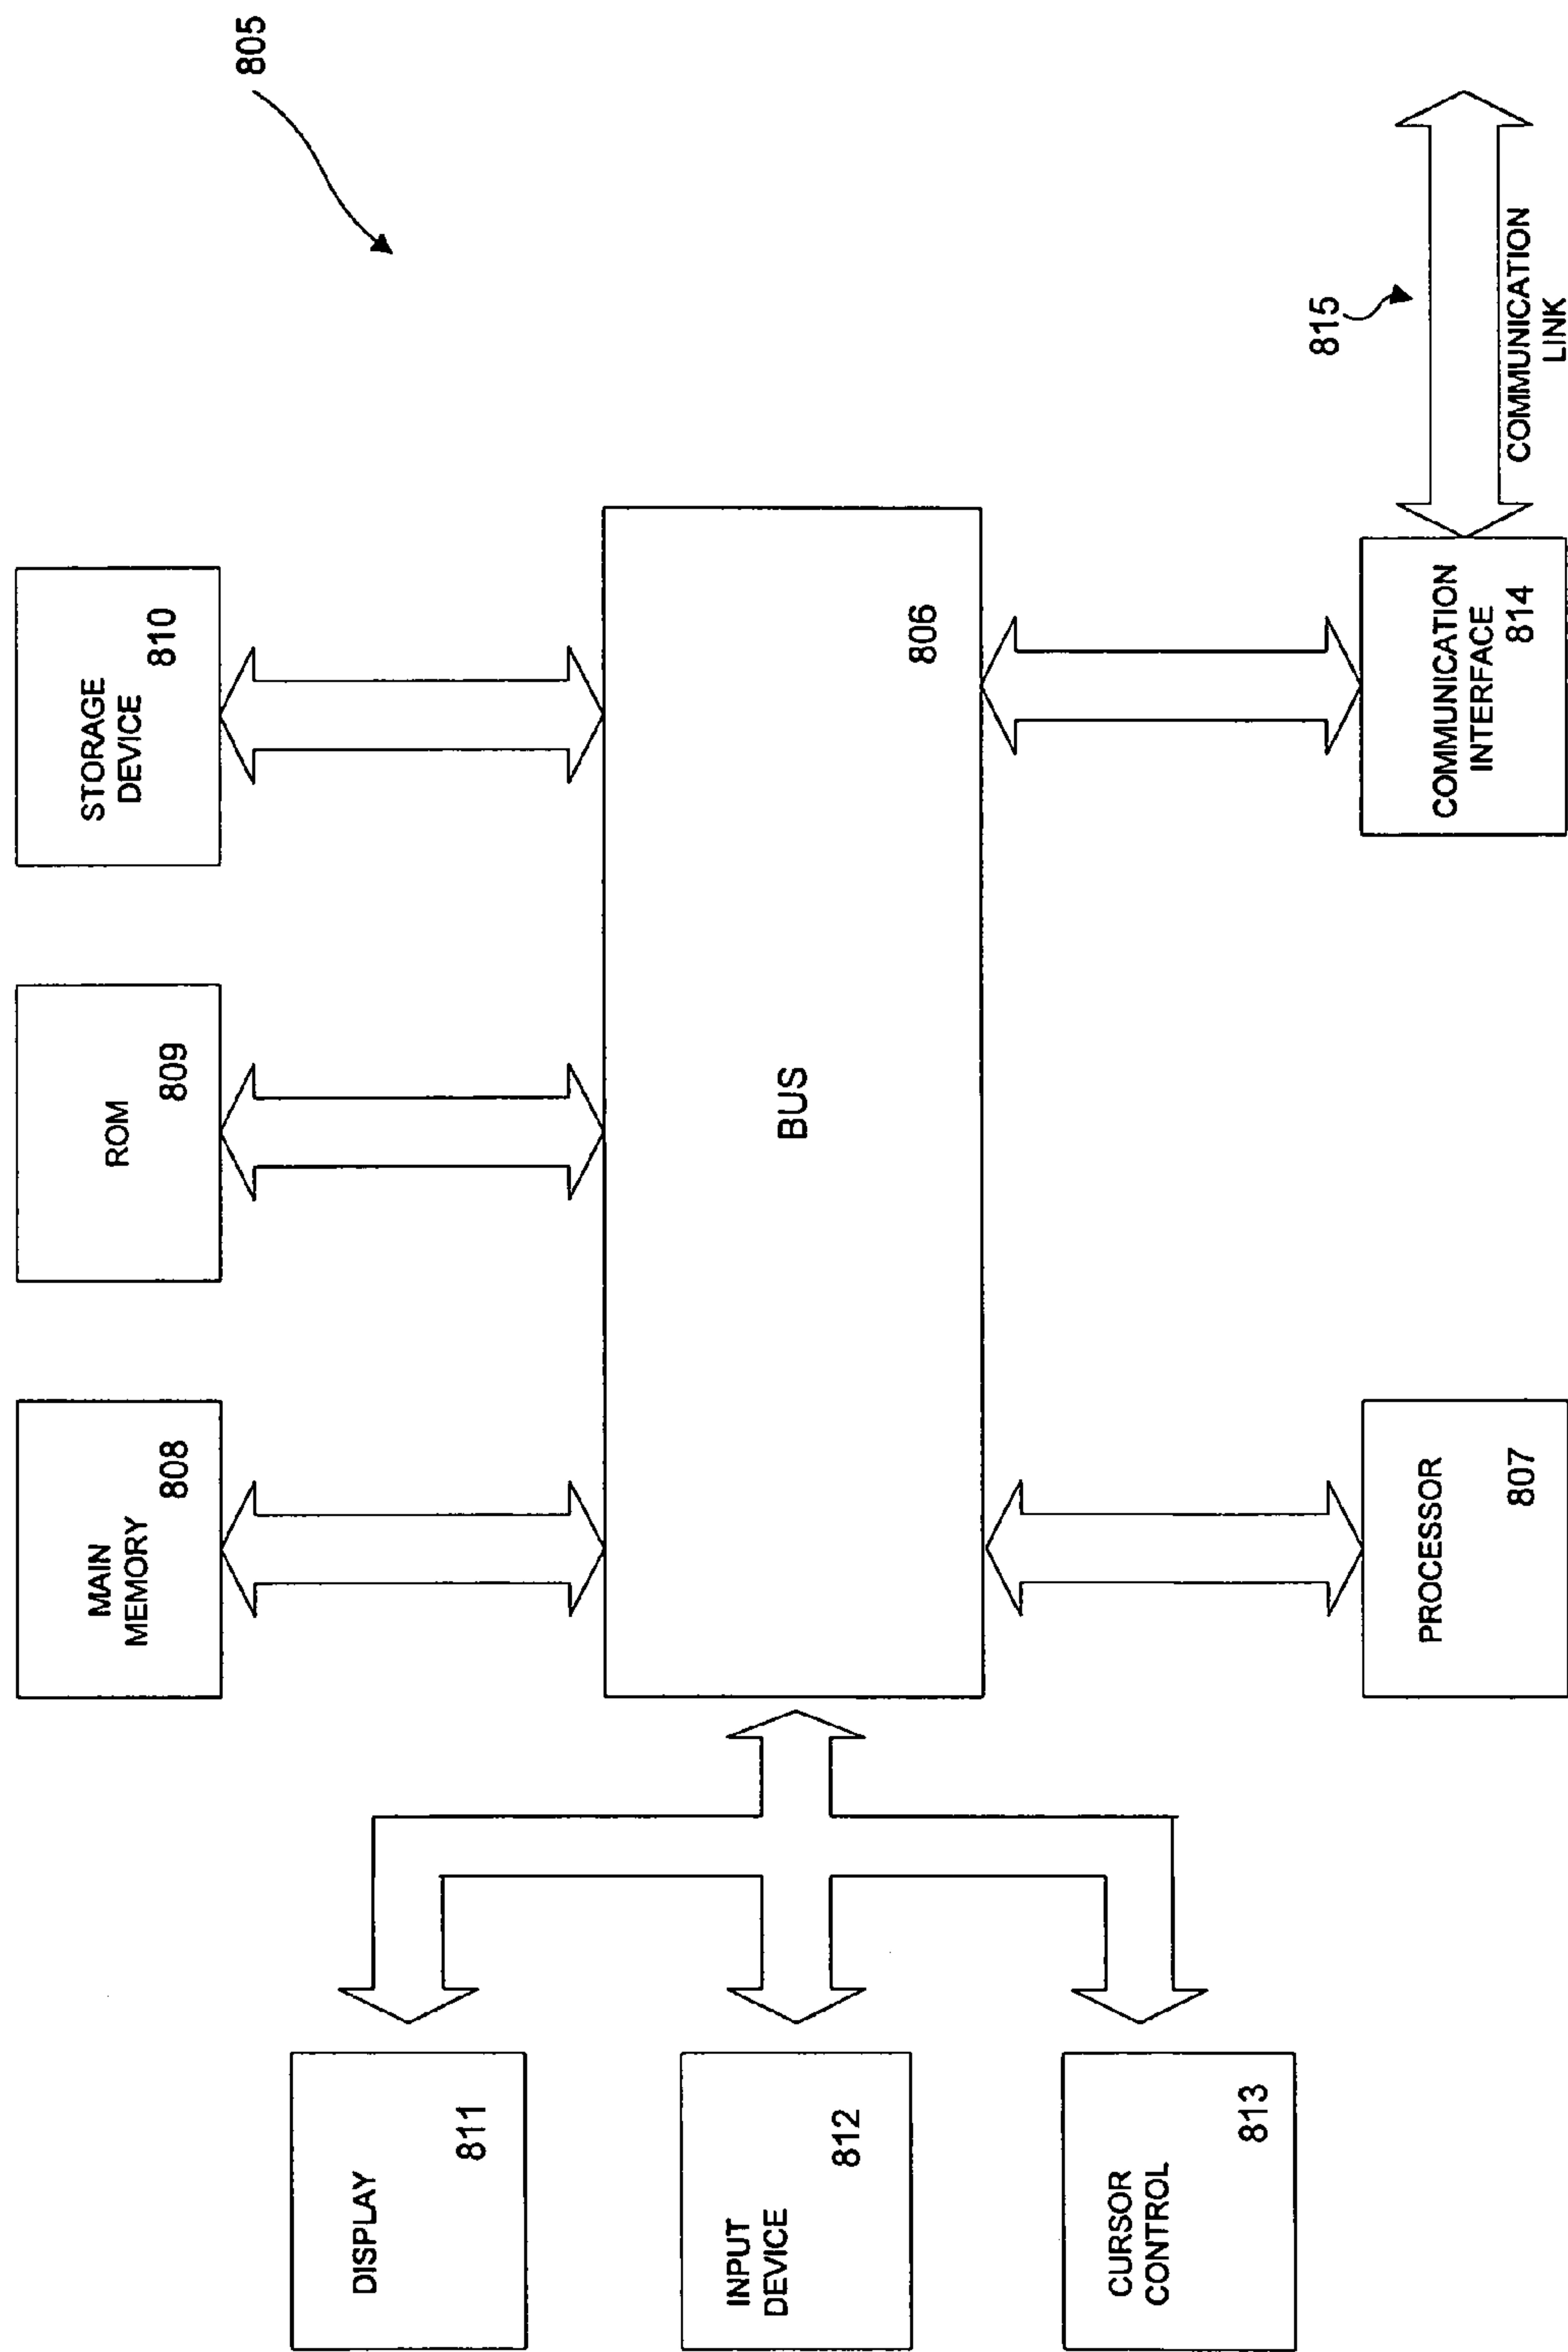 805
MAIN
MEMORY
808
ROM
809
STORAGE
DEVICE
810
DISPLAY
811
INPUT
DEVICE
812
CURSOR
CONTROL
813
BUS
806
PROCESSOR
807
COMMUNICATION
INTERFACE
814
815
COMMUNICATION
LINK